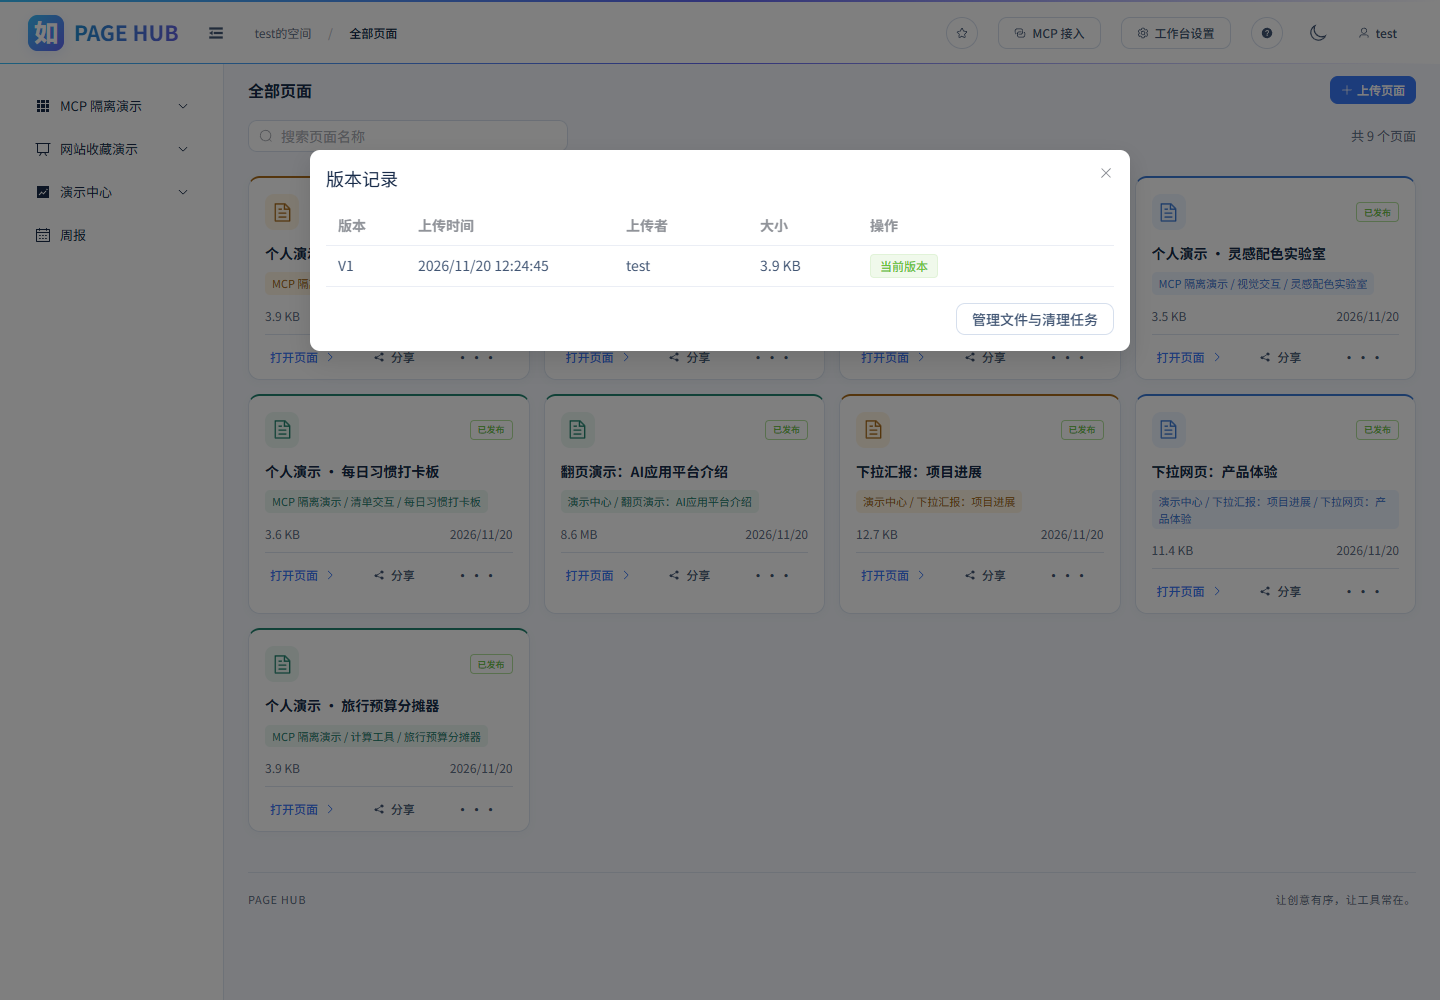 如 PAGE HUB
test的空间 / 全部页面
MCP 接入
工作台设置
test
MCP 隔离演示
网站收藏演示
演示中心
周报
全部页面
上传页面
搜索页面名称
共 9 个页面
版本记录
版本 上传时间 上传者 大小 操作
V1 2026/11/20 12:24:45 test 3.9 KB 当前版本
管理文件与清理任务
个人演
MCP 隔
3.9 KB
打开页面 分享
打开页面 分享
打开页面 分享
已发布
个人演示 · 灵感配色实验室
MCP 隔离演示 / 视觉交互 / 灵感配色实验室
3.5 KB 2026/11/20
打开页面 分享
已发布
个人演示 · 每日习惯打卡板
MCP 隔离演示 / 清单交互 / 每日习惯打卡板
3.6 KB 2026/11/20
打开页面 分享
已发布
翻页演示：AI应用平台介绍
演示中心 / 翻页演示：AI应用平台介绍
8.6 MB 2026/11/20
打开页面 分享
已发布
下拉汇报：项目进展
演示中心 / 下拉汇报：项目进展
12.7 KB 2026/11/20
打开页面 分享
已发布
下拉网页：产品体验
演示中心 / 下拉汇报：项目进展 / 下拉网页：产
品体验
11.4 KB 2026/11/20
打开页面 分享
已发布
个人演示 · 旅行预算分摊器
MCP 隔离演示 / 计算工具 / 旅行预算分摊器
3.9 KB 2026/11/20
打开页面 分享
PAGE HUB
让创意有序，让工具常在。